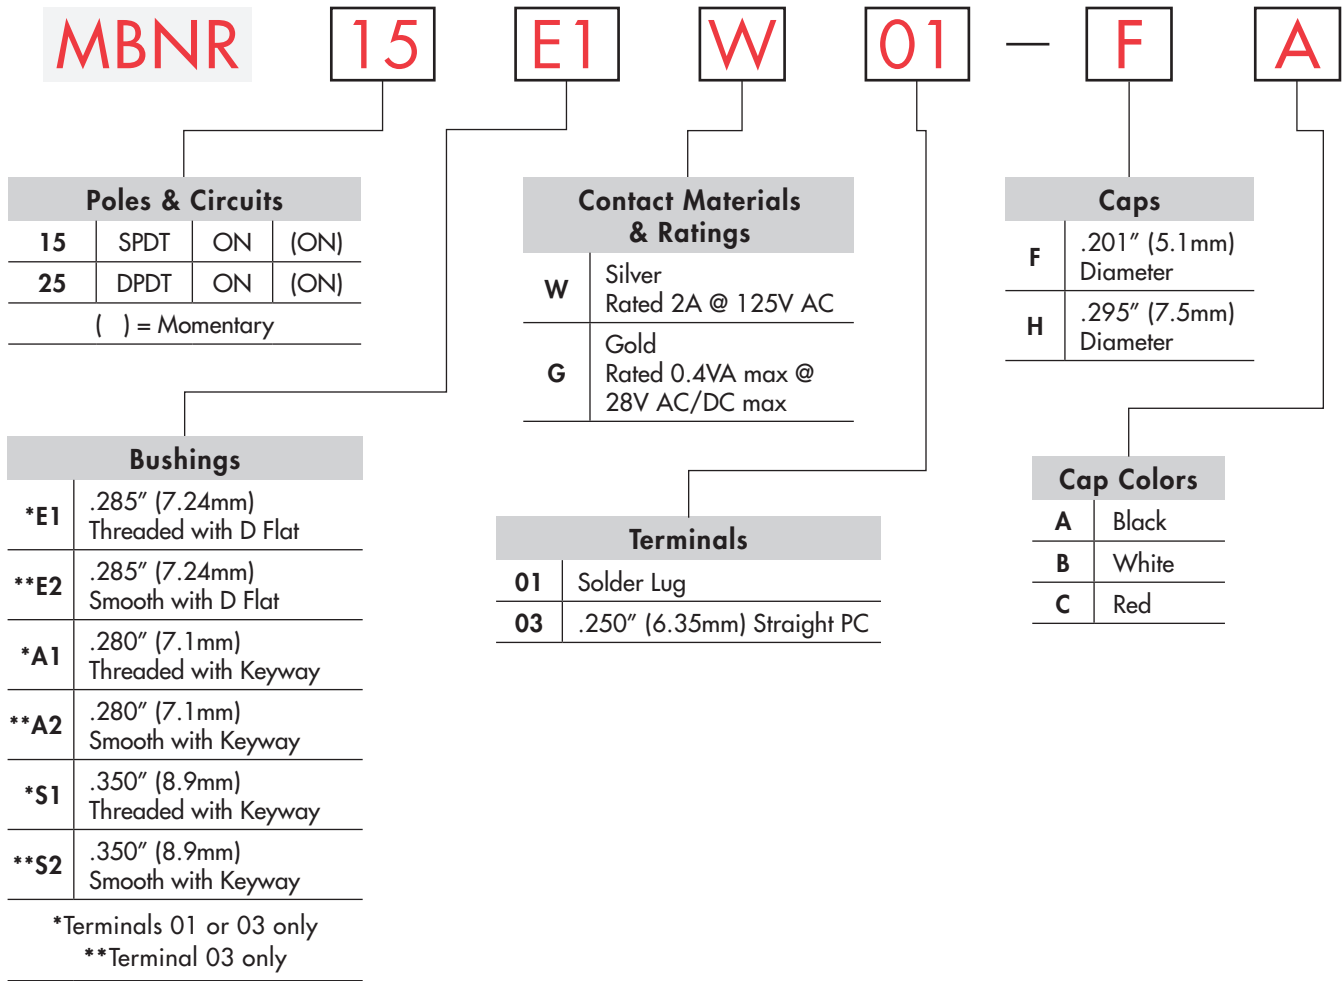 MBNR 15 E1 W 01 — F A
Poles & Circuits
15 SPDT ON (ON)
25 DPDT ON (ON)
( ) = Momentary
Bushings
*E1 .285″ (7.24mm)
Threaded with D Flat
**E2 .285″ (7.24mm)
Smooth with D Flat
*A1 .280″ (7.1mm)
Threaded with Keyway
**A2 .280″ (7.1mm)
Smooth with Keyway
*S1 .350″ (8.9mm)
Threaded with Keyway
**S2 .350″ (8.9mm)
Smooth with Keyway
*Terminals 01 or 03 only
**Terminal 03 only
Contact Materials
& Ratings
W Silver
Rated 2A @ 125V AC
G Gold
Rated 0.4VA max @
28V AC/DC max
Terminals
01 Solder Lug
03 .250″ (6.35mm) Straight PC
Caps
F .201″ (5.1mm)
Diameter
H .295″ (7.5mm)
Diameter
Cap Colors
A Black
B White
C Red